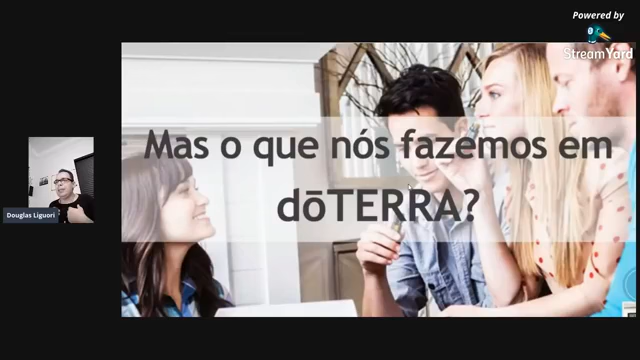 Powered by
StreamYard
Mas o que nós fazemos em
dōTERRA?
Douglas Liguori